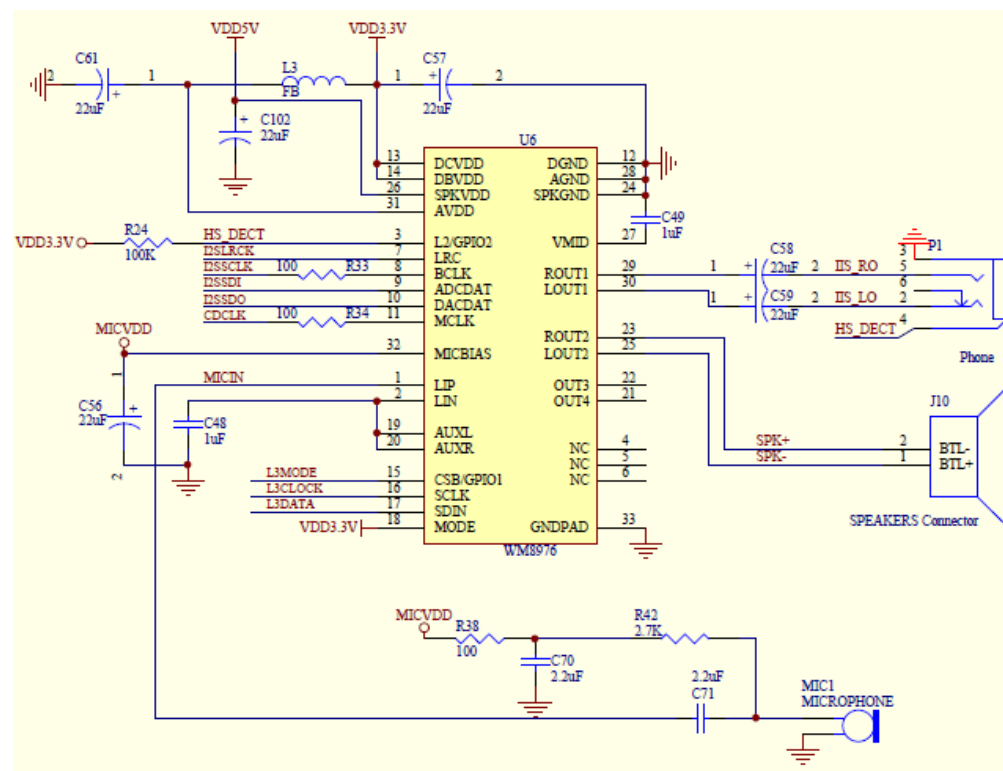 VDD5V
VDD3.3V
C61
2
1
22uF
L3
FB
1
C57
2
22uF
C102
22uF
U6
13 DCVDD
14 DBVDD
26 SPKVDD
31 AVDD
DGND 12
AGND 28
SPKGND 24
C49
1uF
VMID 27
VDD3.3V
R24
100K
HS_DECT 3 L2/GPIO2
I2SLRCK 7 LRC
I2SSCLK 100 R33 8 BCLK
I2SSDI 9 ADCDAT
I2SSDO 10 DACDAT
CDCLK 100 R34 11 MCLK
ROUT1 29
LOUT1 30
1 C58 22uF 2 IIS_RO
1 C59 22uF 2 IIS_LO
P1
3
5
6
2
4
HS_DECT
Phone
MICVDD
32 MICBIAS
1
C56
22uF
2
MICIN 1 LIP
2 LIN
C48
1uF
19 AUXL
20 AUXR
ROUT2 23
LOUT2 25
OUT3 22
OUT4 21
NC 4
NC 5
NC 6
J10
SPK+ 2 BTL-
SPK- 1 BTL+
SPEAKERS Connector
L3MODE 15 CSB/GPIO1
L3CLOCK 16 SCLK
L3DATA 17 SDIN
VDD3.3V 18 MODE
GNDPAD 33
WM8976
MICVDD
R38
100
R42
2.7K
C70
2.2uF
2.2uF
C71
MIC1
MICROPHONE